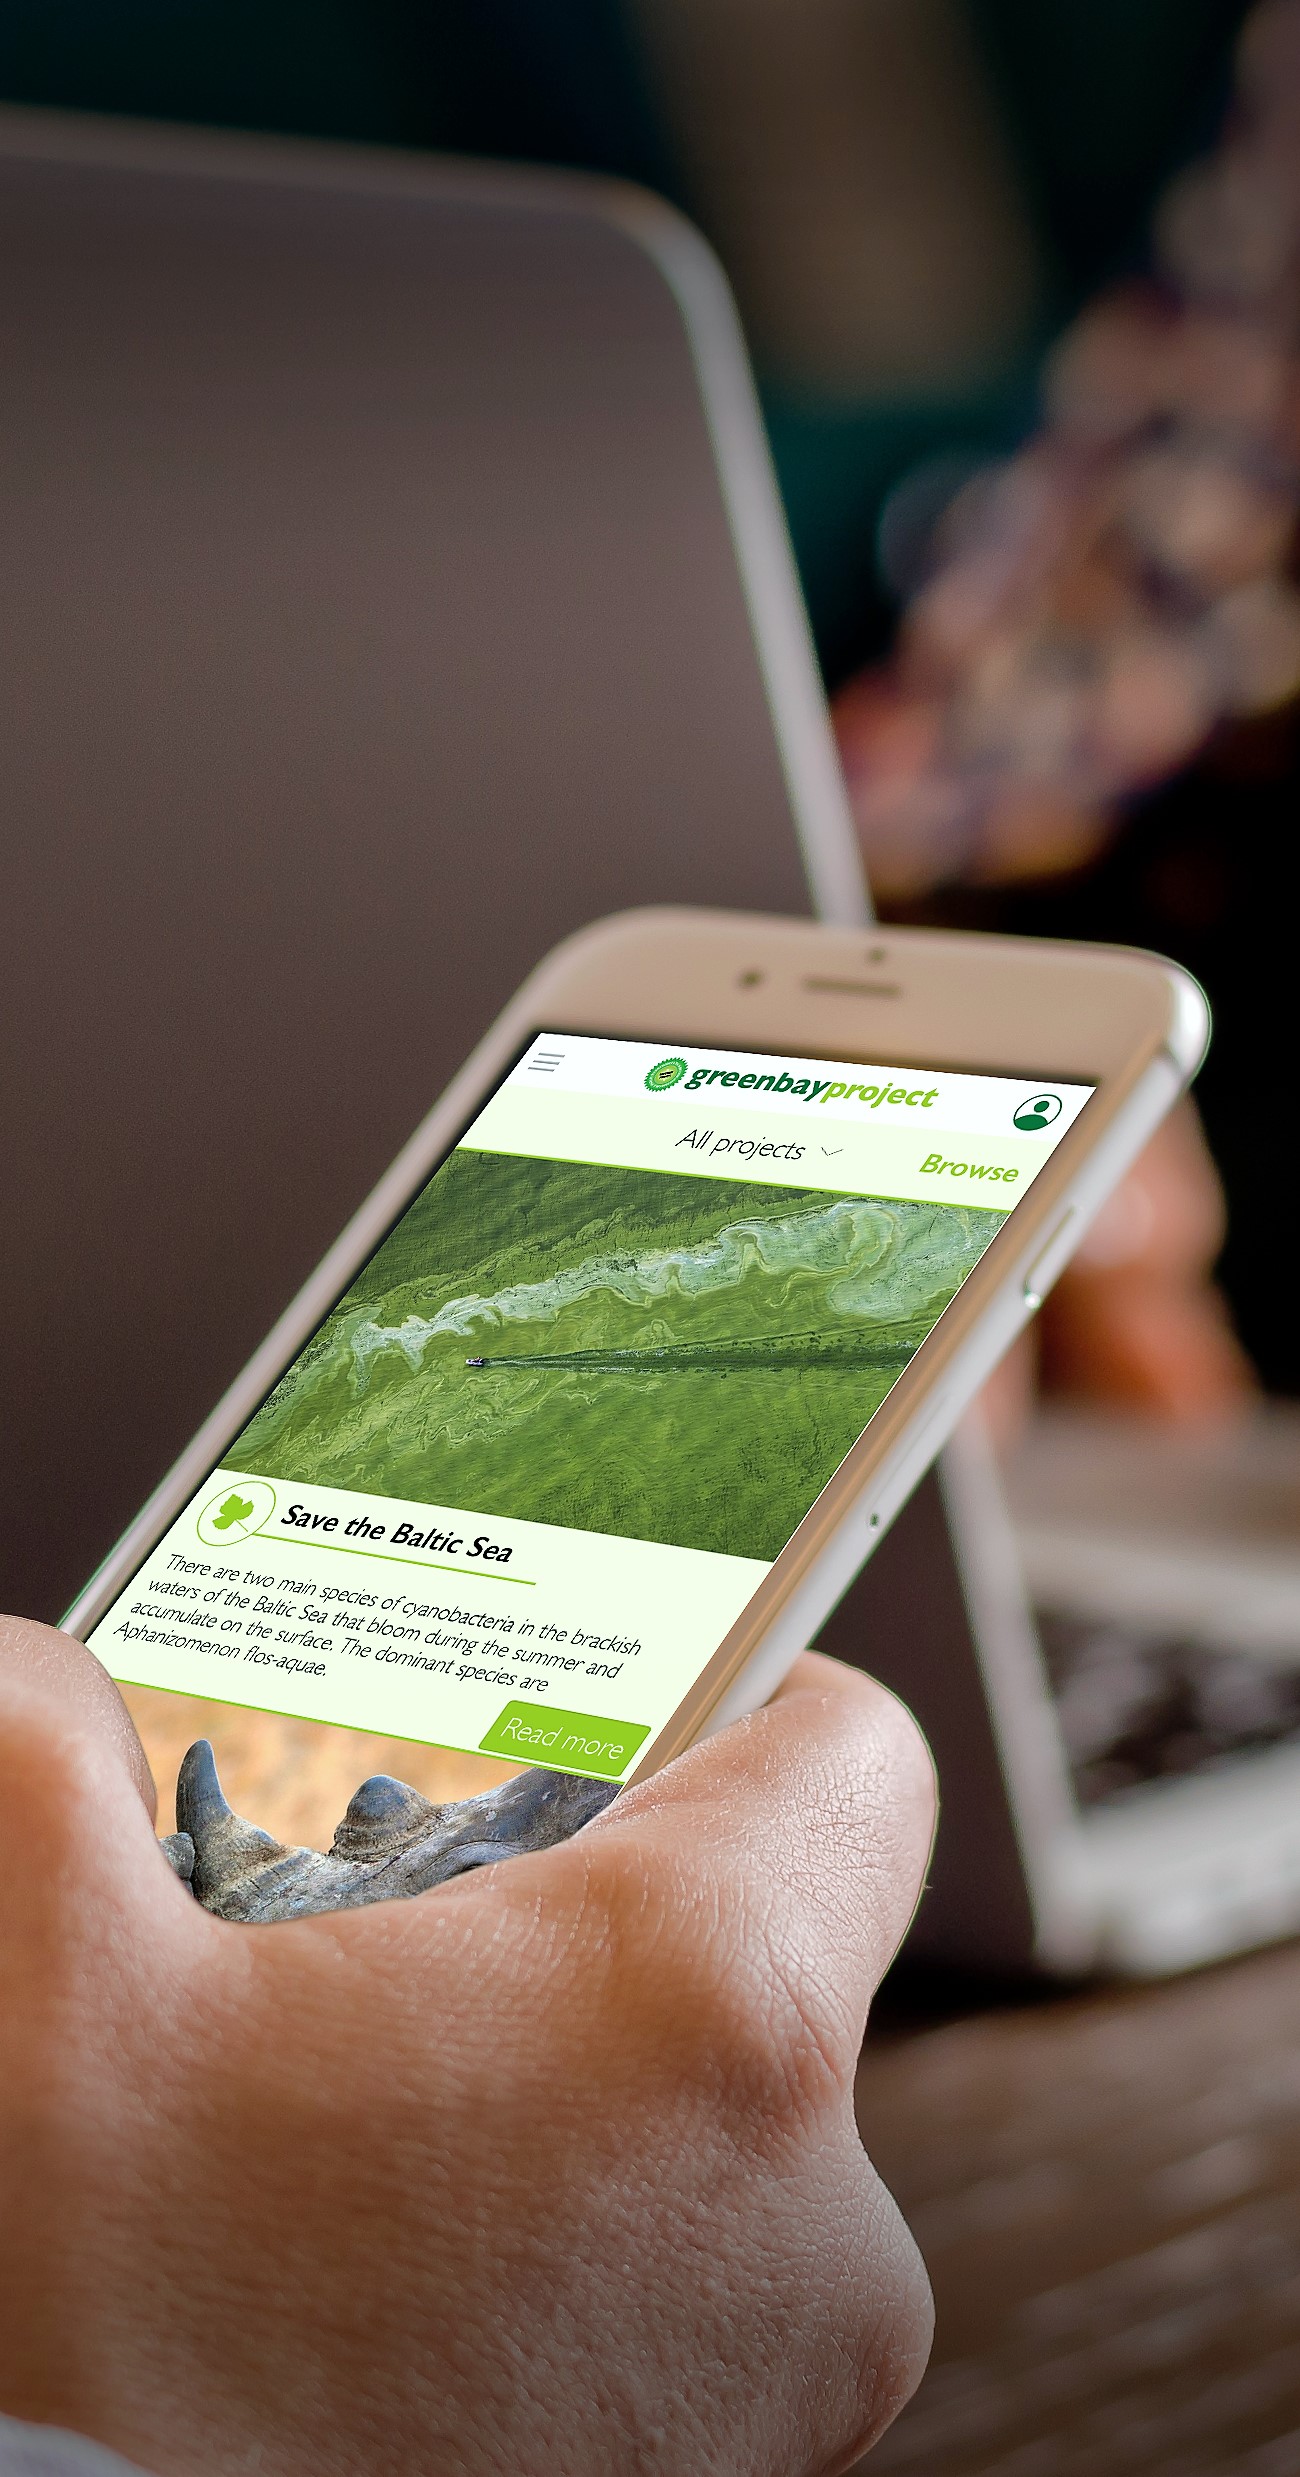 greenbayproject
All projects
Browse
Save the Baltic Sea
There are two main species of cyanobacteria in the brackish
waters of the Baltic Sea that bloom during the summer and
accumulate on the surface. The dominant species are
Aphanizomenon flos-aquae.
Read more